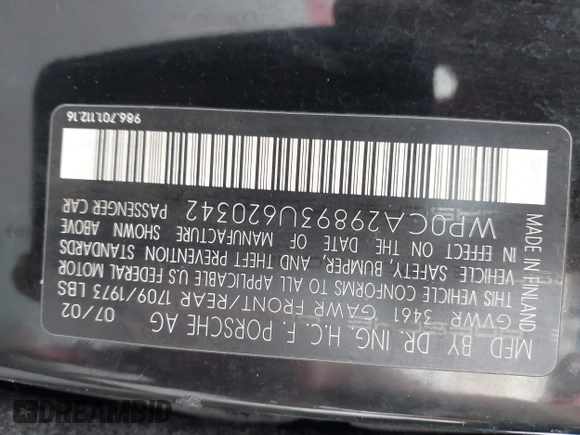 MFD BY DR. ING. H.C. F. PORSCHE AG 07/02
GVWR 3461 GAWR FRONT/REAR 1709/1973 LBS
THIS VEHICLE CONFORMS TO ALL APPLICABLE U.S FEDERAL MOTOR
VEHICLE SAFETY, BUMPER, AND THEFT PREVENTION STANDARDS
IN EFFECT ON THE DATE OF MANUFACTURE SHOWN ABOVE
WP0CA29893U620342 PASSENGER CAR
MADE IN FINLAND
986.701.112.16
DREAMBID